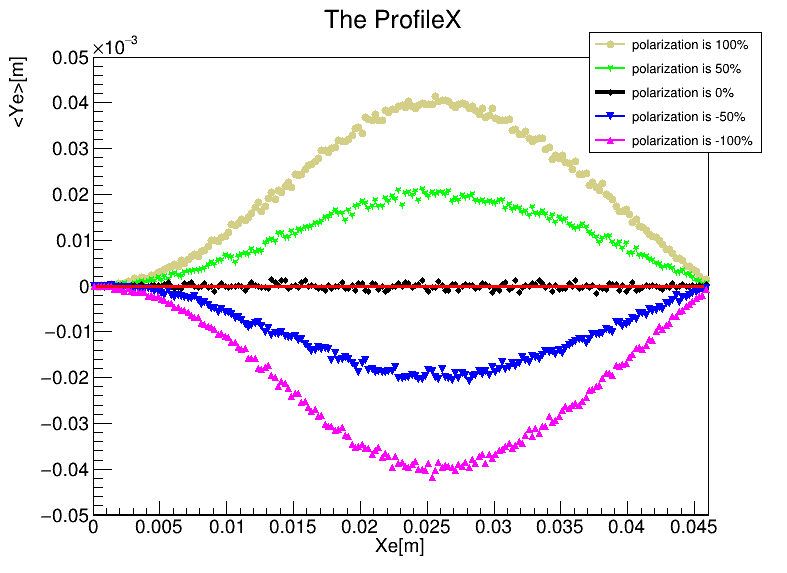 The ProfileX
×10⁻³
<Ye>[m]
0.05
0.04
0.03
0.02
0.01
0
−0.01
−0.02
−0.03
−0.04
−0.05
polarization is 100%
polarization is 50%
polarization is 0%
polarization is -50%
polarization is -100%
0 0.005 0.01 0.015 0.02 0.025 0.03 0.035 0.04 0.045
Xe[m]